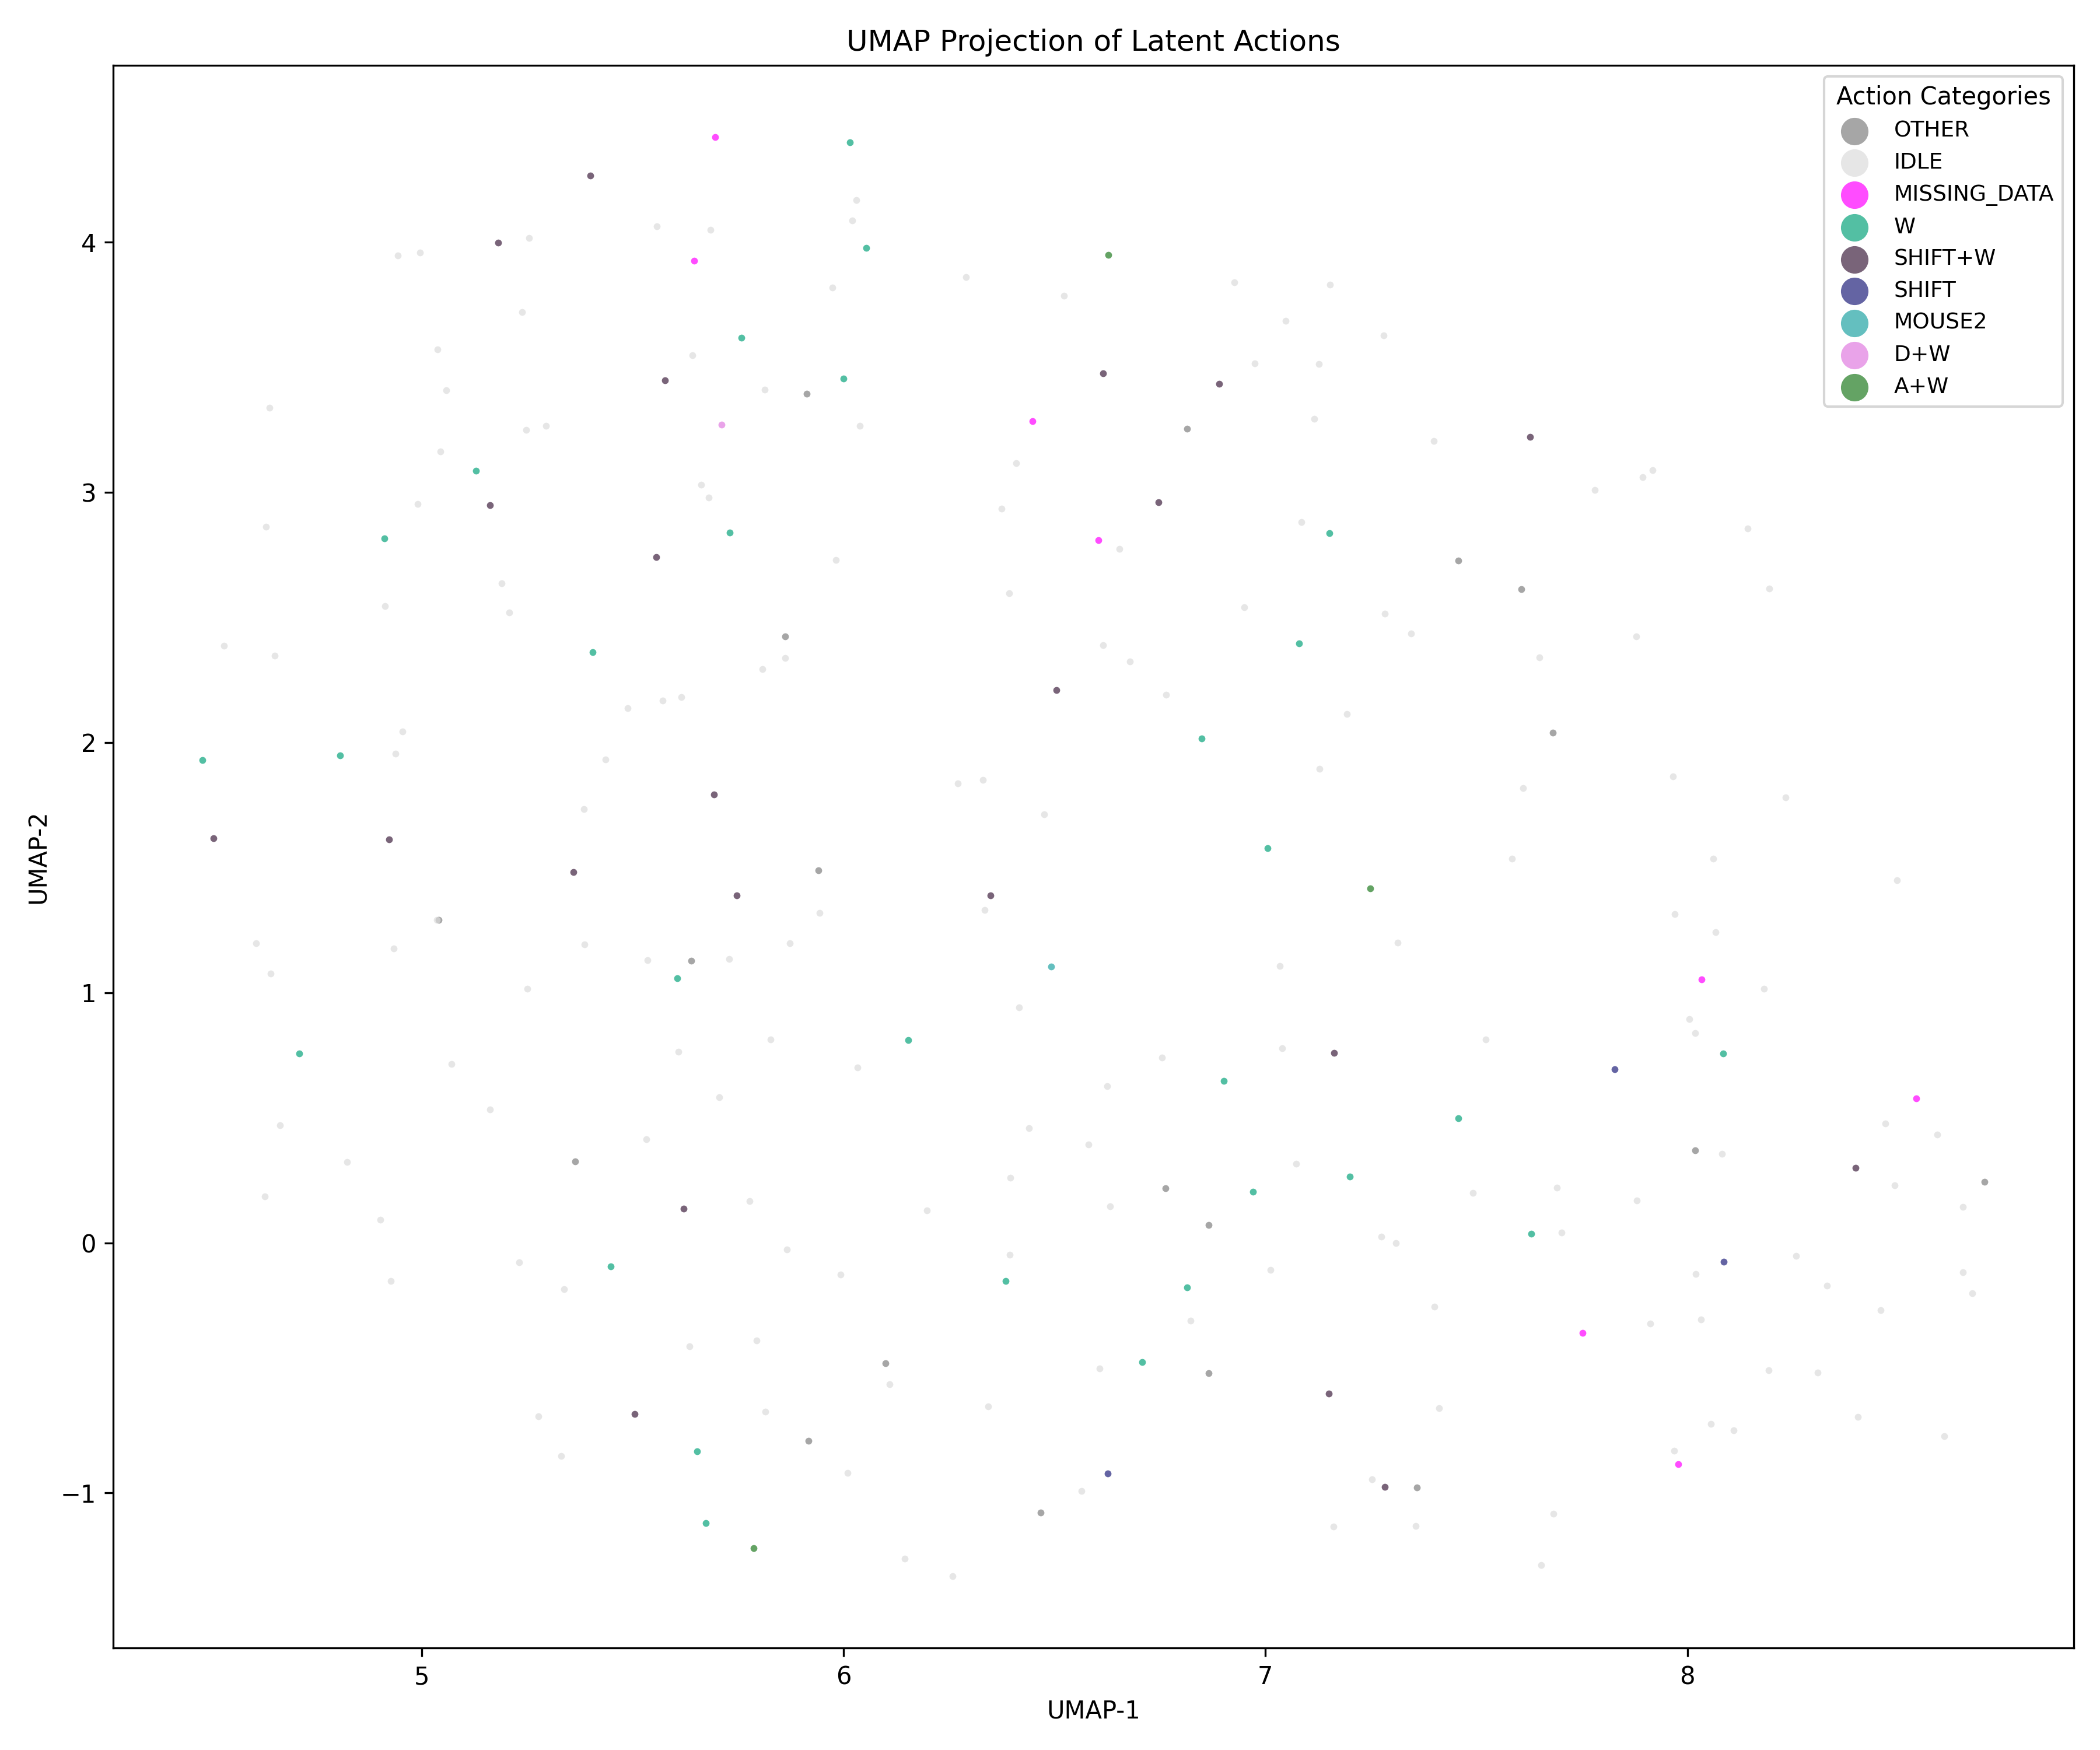 UMAP Projection of Latent Actions
Action Categories
OTHER
IDLE
MISSING_DATA
W
SHIFT+W
SHIFT
MOUSE2
D+W
A+W
4
3
2
1
0
−1
UMAP-2
5 6 7 8
UMAP-1